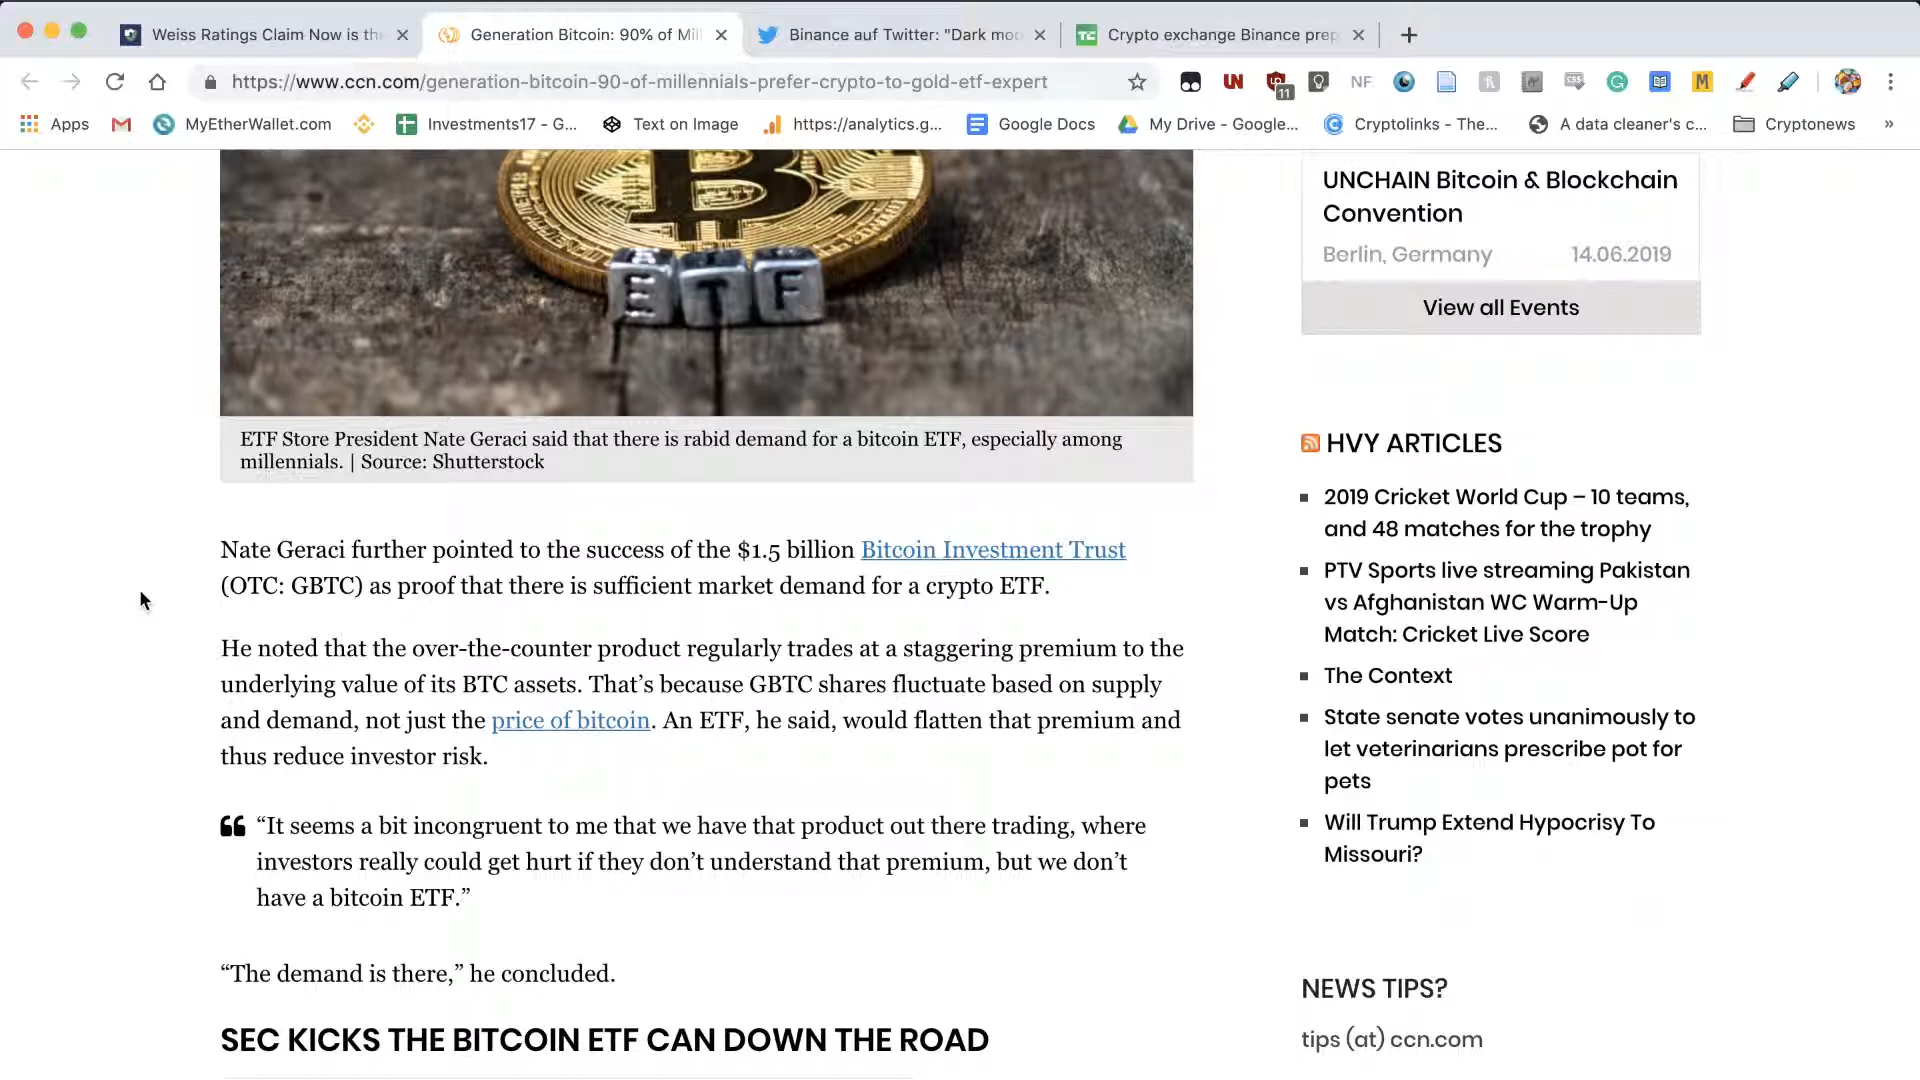 Weiss Ratings Claim Now is the
Generation Bitcoin: 90% of Mil
Binance auf Twitter: "Dark mo
Crypto exchange Binance prep
https://www.ccn.com/generation-bitcoin-90-of-millennials-prefer-crypto-to-gold-etf-expert
UN
11
NF
CSS
M
Apps
MyEtherWallet.com
Investments17 - G...
Text on Image
https://analytics.g...
Google Docs
My Drive - Google...
Cryptolinks - The...
A data cleaner's c...
Cryptonews
»
E T F
ETF Store President Nate Geraci said that there is rabid demand for a bitcoin ETF, especially among
millennials. | Source: Shutterstock
Nate Geraci further pointed to the success of the $1.5 billion Bitcoin Investment Trust
(OTC: GBTC) as proof that there is sufficient market demand for a crypto ETF.
He noted that the over-the-counter product regularly trades at a staggering premium to the
underlying value of its BTC assets. That’s because GBTC shares fluctuate based on supply
and demand, not just the price of bitcoin. An ETF, he said, would flatten that premium and
thus reduce investor risk.
“It seems a bit incongruent to me that we have that product out there trading, where
investors really could get hurt if they don’t understand that premium, but we don’t
have a bitcoin ETF.”
“The demand is there,” he concluded.
SEC KICKS THE BITCOIN ETF CAN DOWN THE ROAD
UNCHAIN Bitcoin & Blockchain
Convention
Berlin, Germany 14.06.2019
View all Events
HVY ARTICLES
2019 Cricket World Cup – 10 teams,
and 48 matches for the trophy
PTV Sports live streaming Pakistan
vs Afghanistan WC Warm-Up
Match: Cricket Live Score
The Context
State senate votes unanimously to
let veterinarians prescribe pot for
pets
Will Trump Extend Hypocrisy To
Missouri?
NEWS TIPS?
tips (at) ccn.com